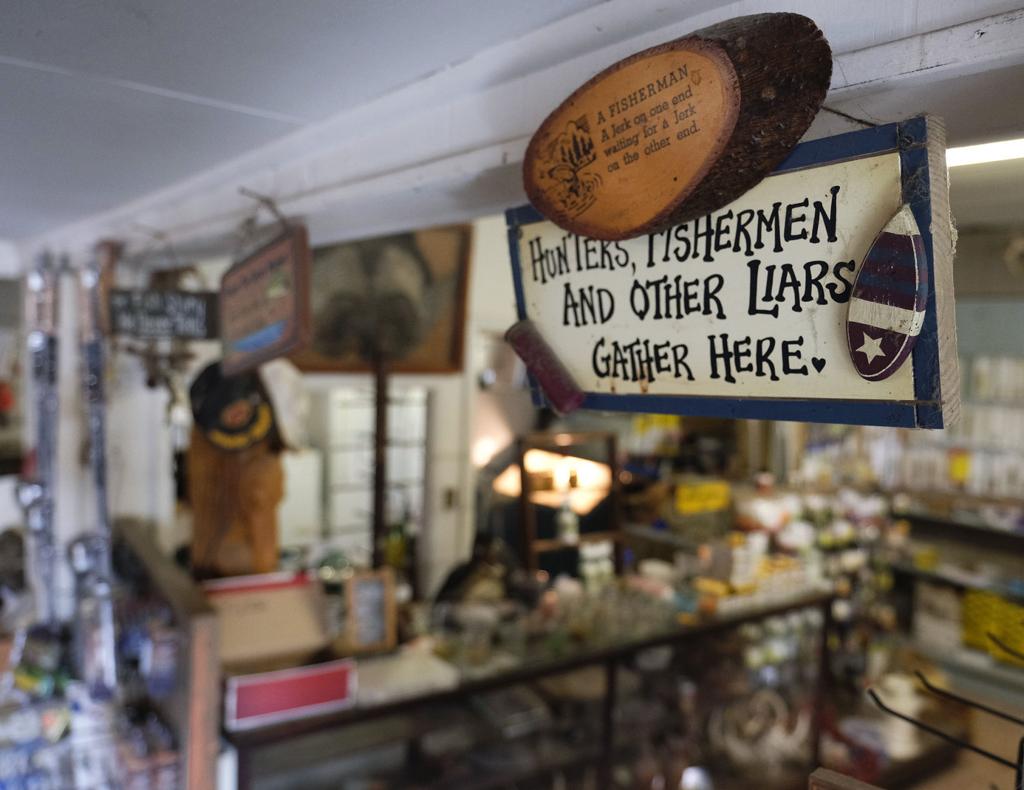 A FISHERMAN
A Jerk on one end
waiting for a Jerk
on the other end.
HUNTERS, FISHERMEN
AND OTHER LIARS
GATHER HERE.